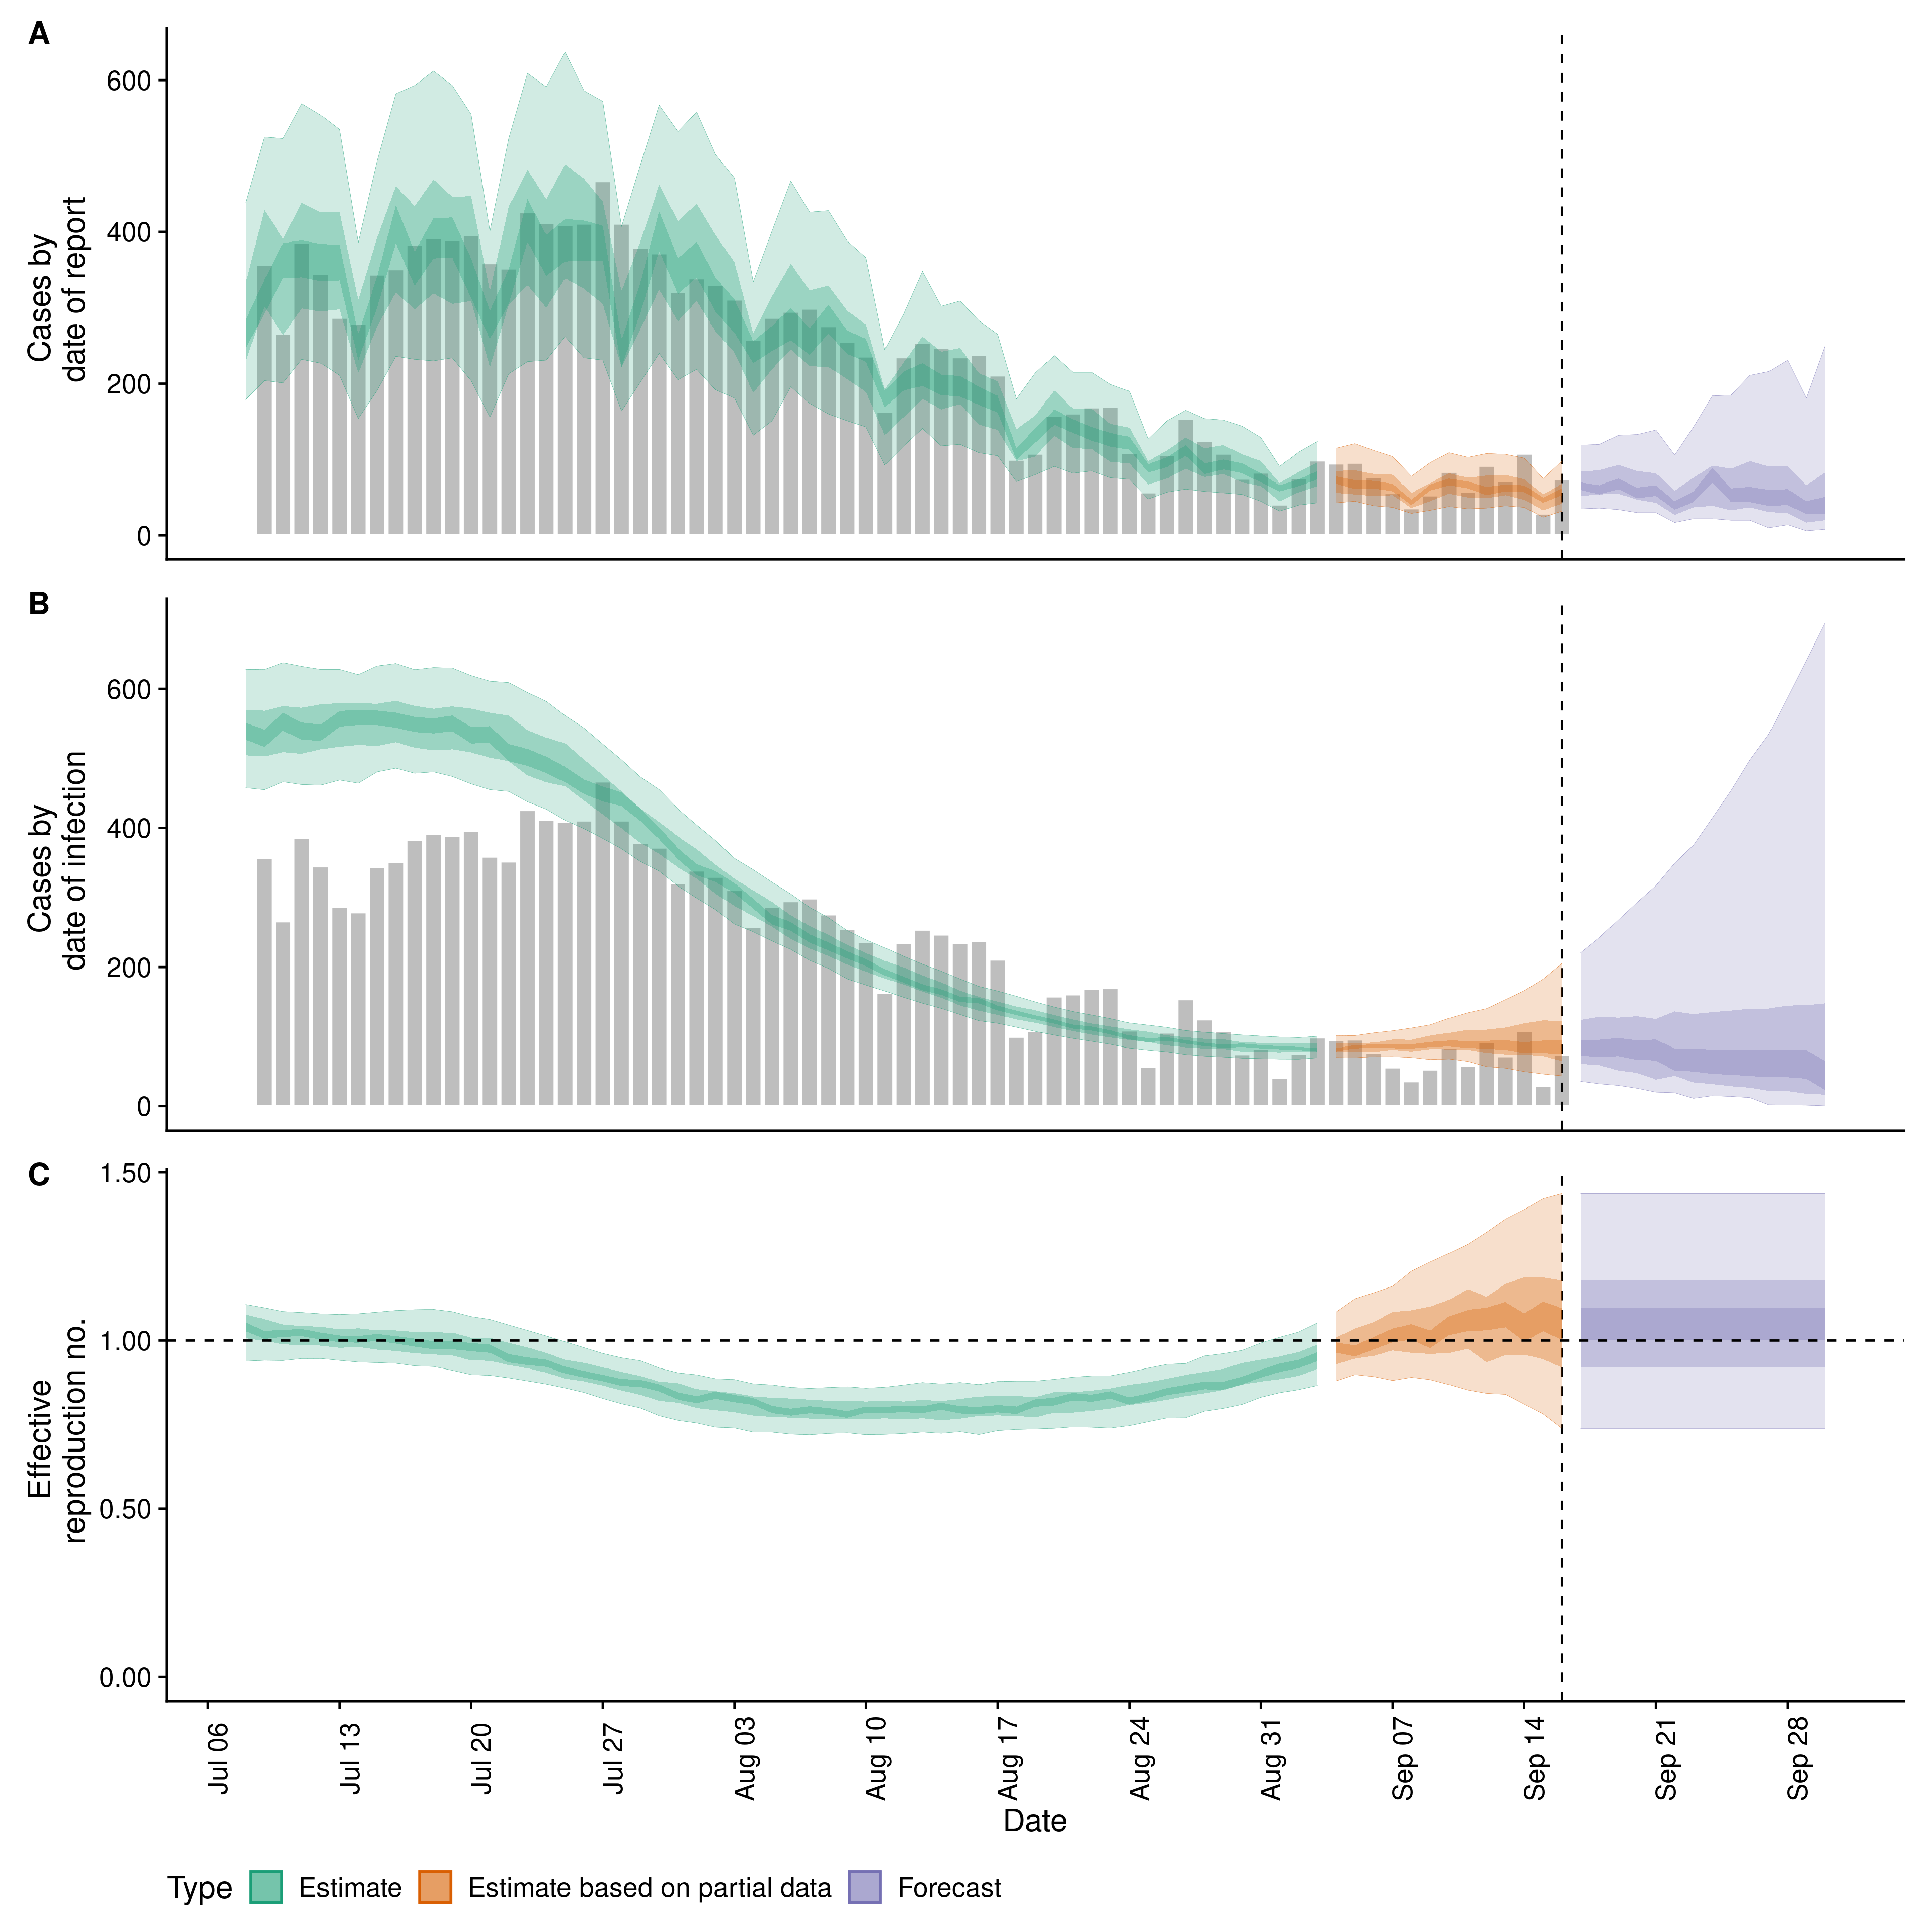 A
Cases by
date of report
600
400
200
0
B
Cases by
date of infection
600
400
200
0
C
Effective
reproduction no.
1.50
1.00
0.50
0.00
Jul 06
Jul 13
Jul 20
Jul 27
Aug 03
Aug 10
Aug 17
Aug 24
Aug 31
Sep 07
Sep 14
Sep 21
Sep 28
Date
Type
Estimate
Estimate based on partial data
Forecast